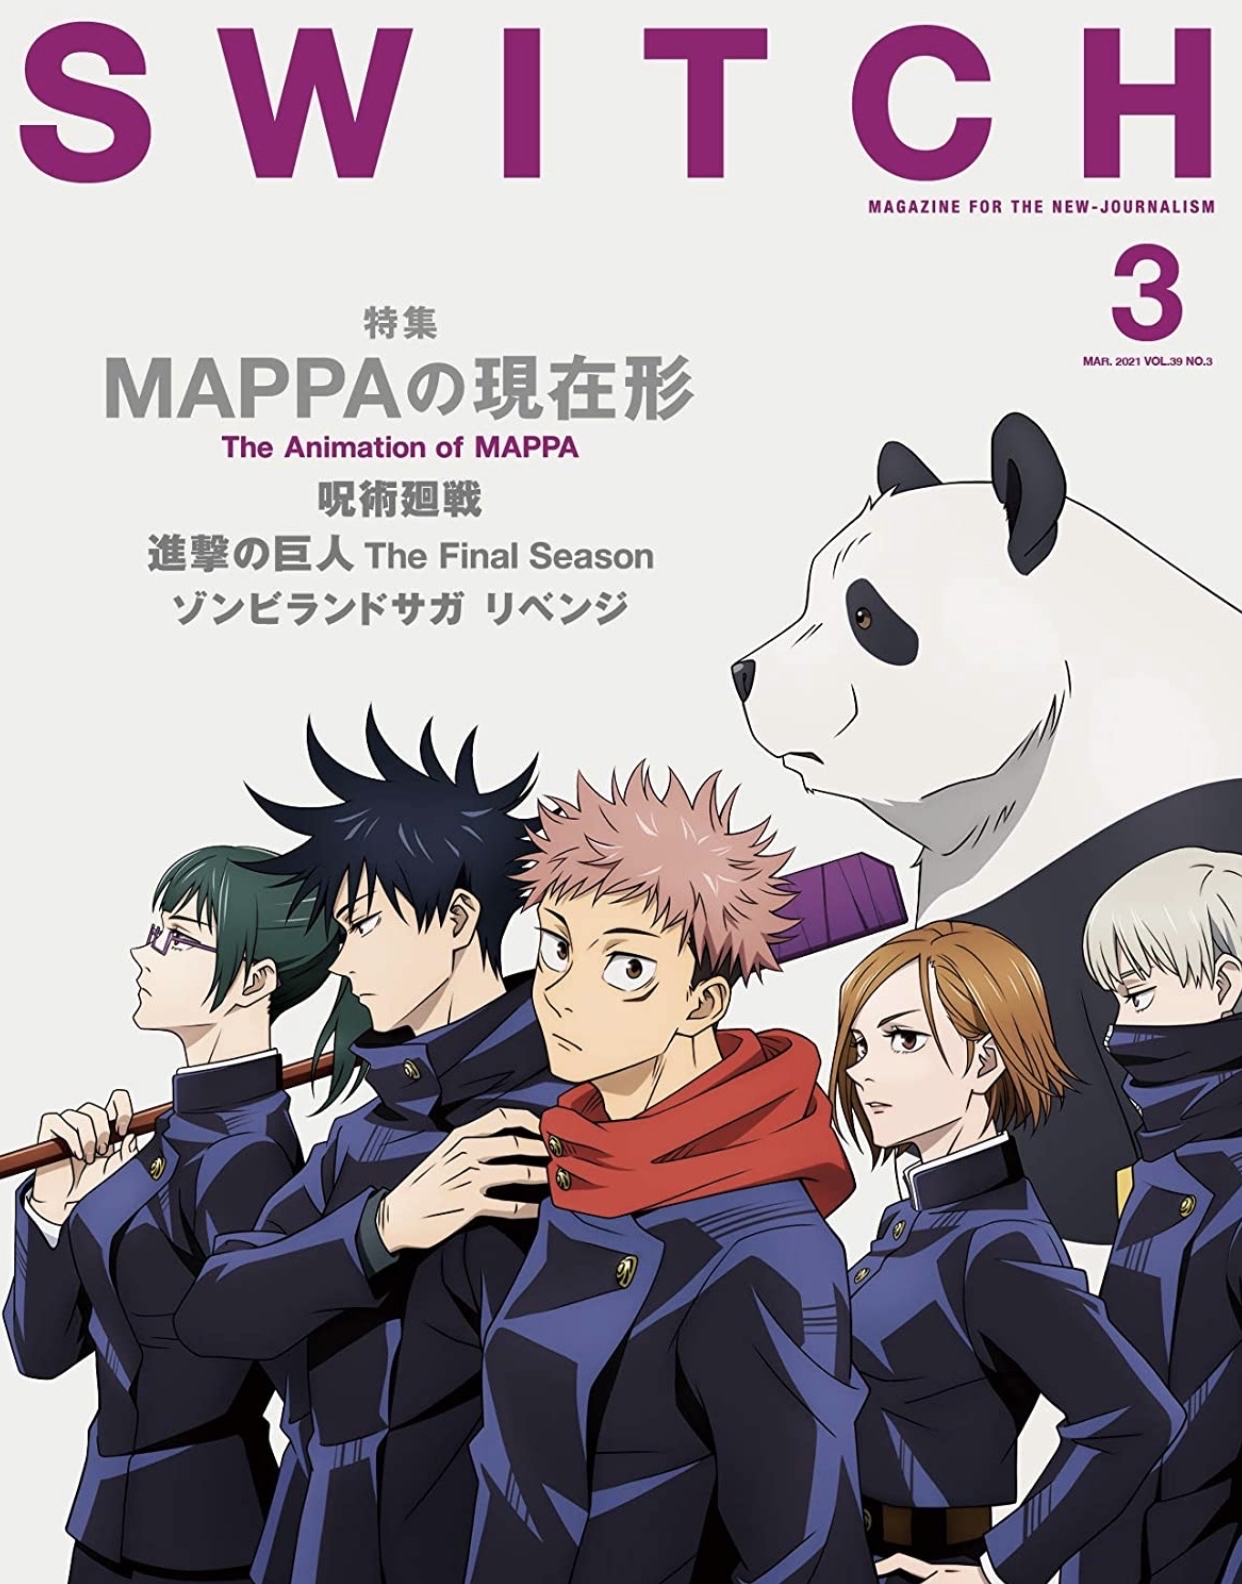 SWITCH
MAGAZINE FOR THE NEW-JOURNALISM
3
MAR. 2021 VOL.39 NO.3
特集
MAPPAの現在形
The Animation of MAPPA
呪術廻戦
進撃の巨人 The Final Season
ゾンビランドサガ リベンジ